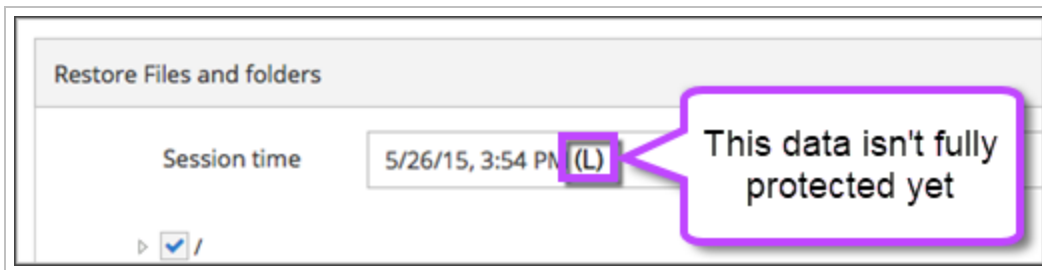 Restore Files and folders
Session time
5/26/15, 3:54 PM (L)
This data isn't fully
protected yet
/